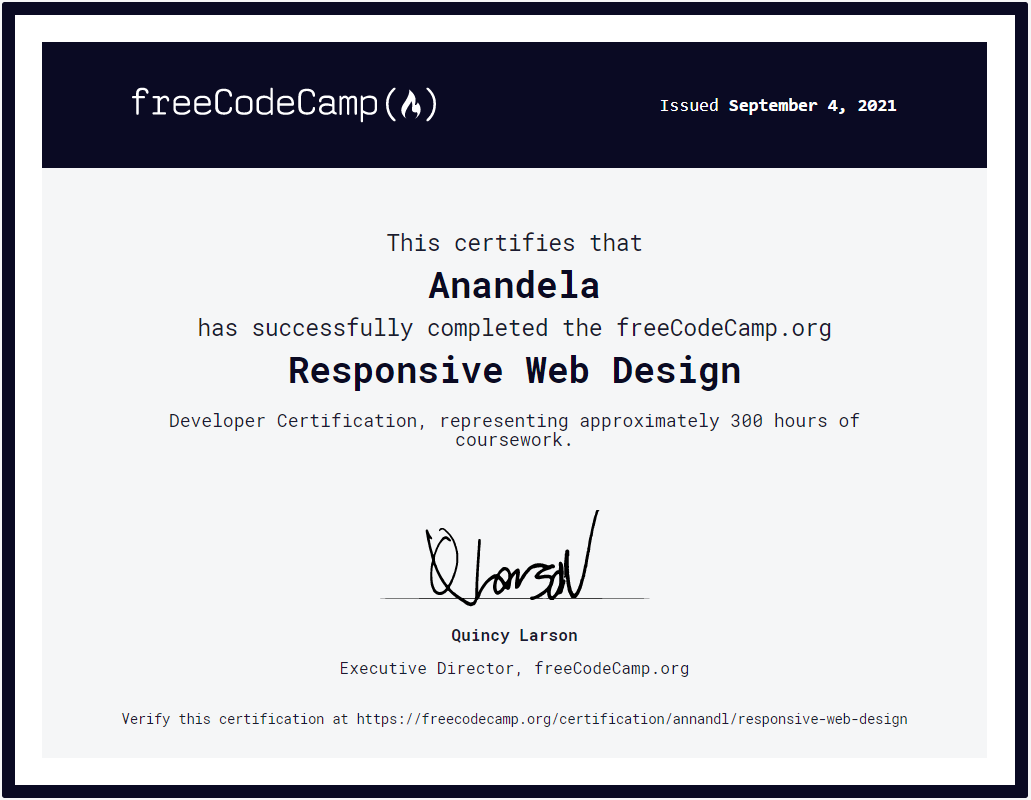 freeCodeCamp(🔥)
Issued September 4, 2021
This certifies that
Anandela
has successfully completed the freeCodeCamp.org
Responsive Web Design
Developer Certification, representing approximately 300 hours of
coursework.
Q Larson
Quincy Larson
Executive Director, freeCodeCamp.org
Verify this certification at https://freecodecamp.org/certification/annandl/responsive-web-design